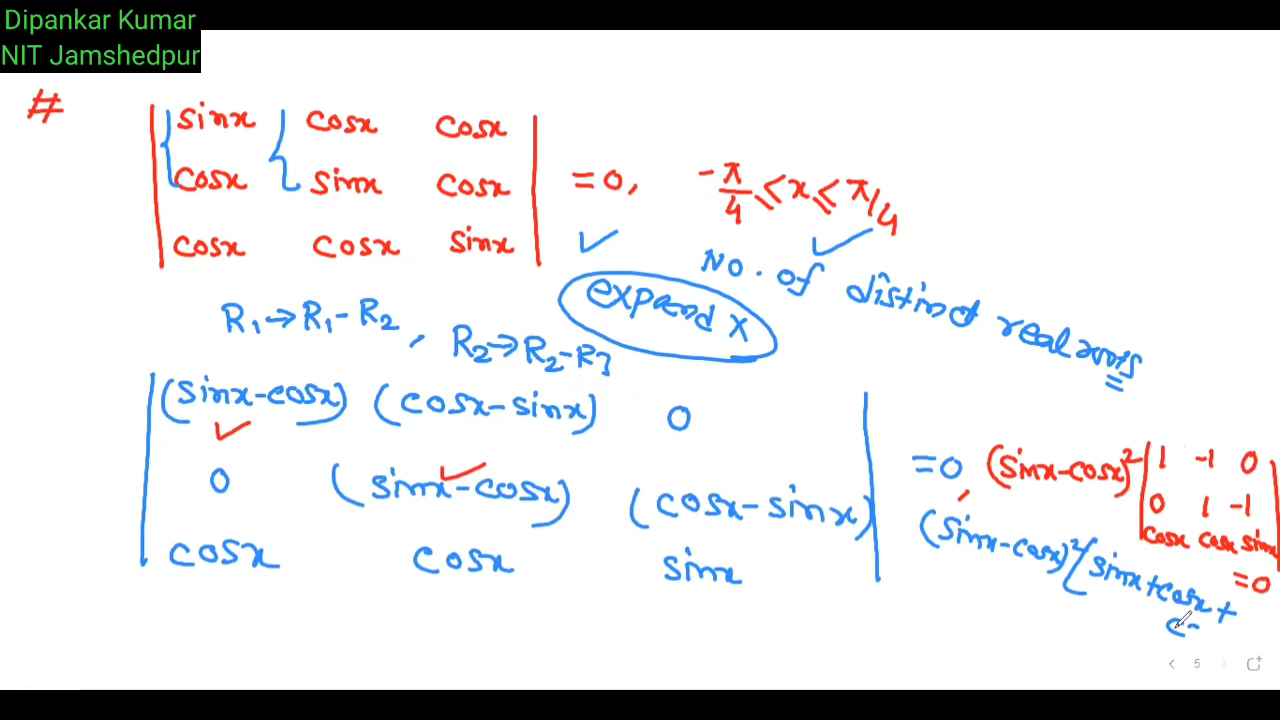 Dipankar Kumar
NIT Jamshedpur
#
sinx cosx cosx
cosx sinx cosx = 0, -π/4 ≤ x ≤ π/4
cosx cosx sinx
No. of distinct real roots
expand x
R1→R1-R2, R2→R2-R3
(sinx-cosx) (cosx-sinx) 0
0 (sinx-cosx) (cosx-sinx)
cosx cosx sinx
=0, (sinx-cosx)²
1 -1 0
0 1 -1
cosx cosx sinx
=0
(sinx-cosx)²(sinx+cosx+
5